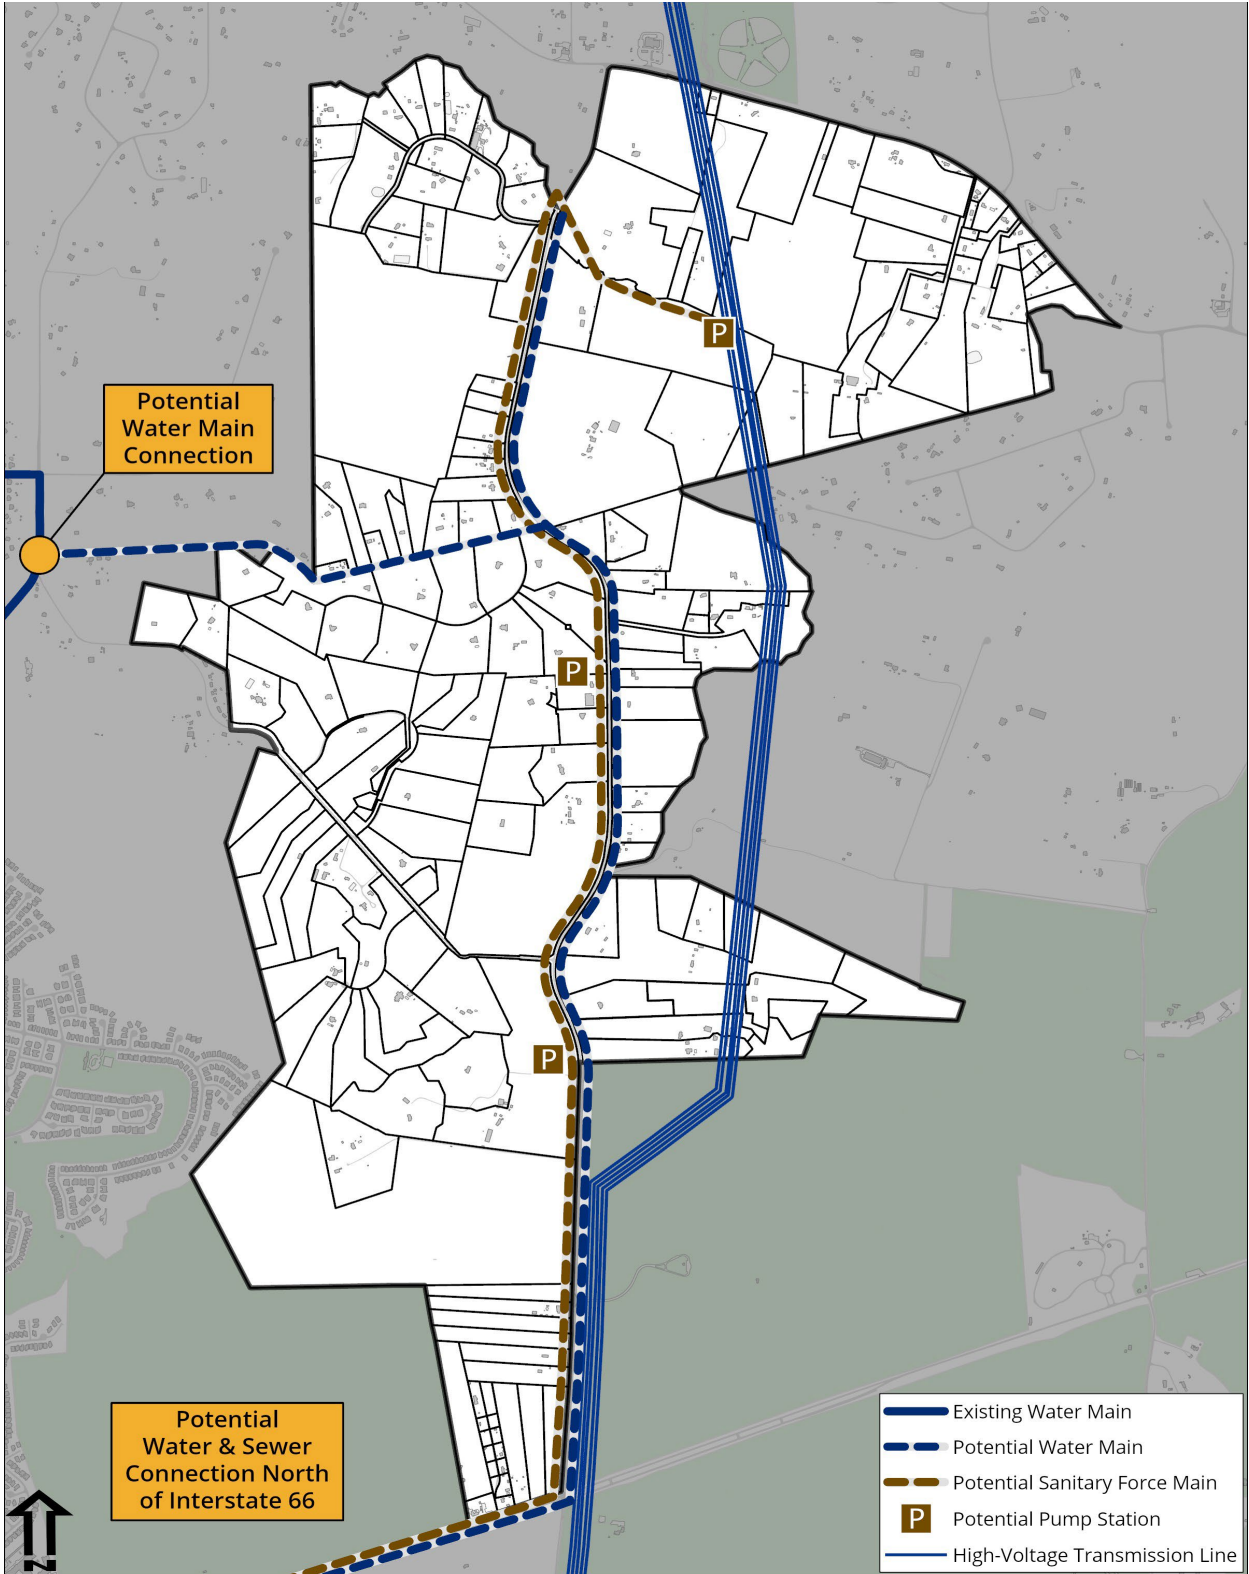 P
Potential
Water Main
Connection
P
P
Potential
Water & Sewer
Connection North
of Interstate 66
Existing Water Main
Potential Water Main
Potential Sanitary Force Main
P
Potential Pump Station
High-Voltage Transmission Line
N